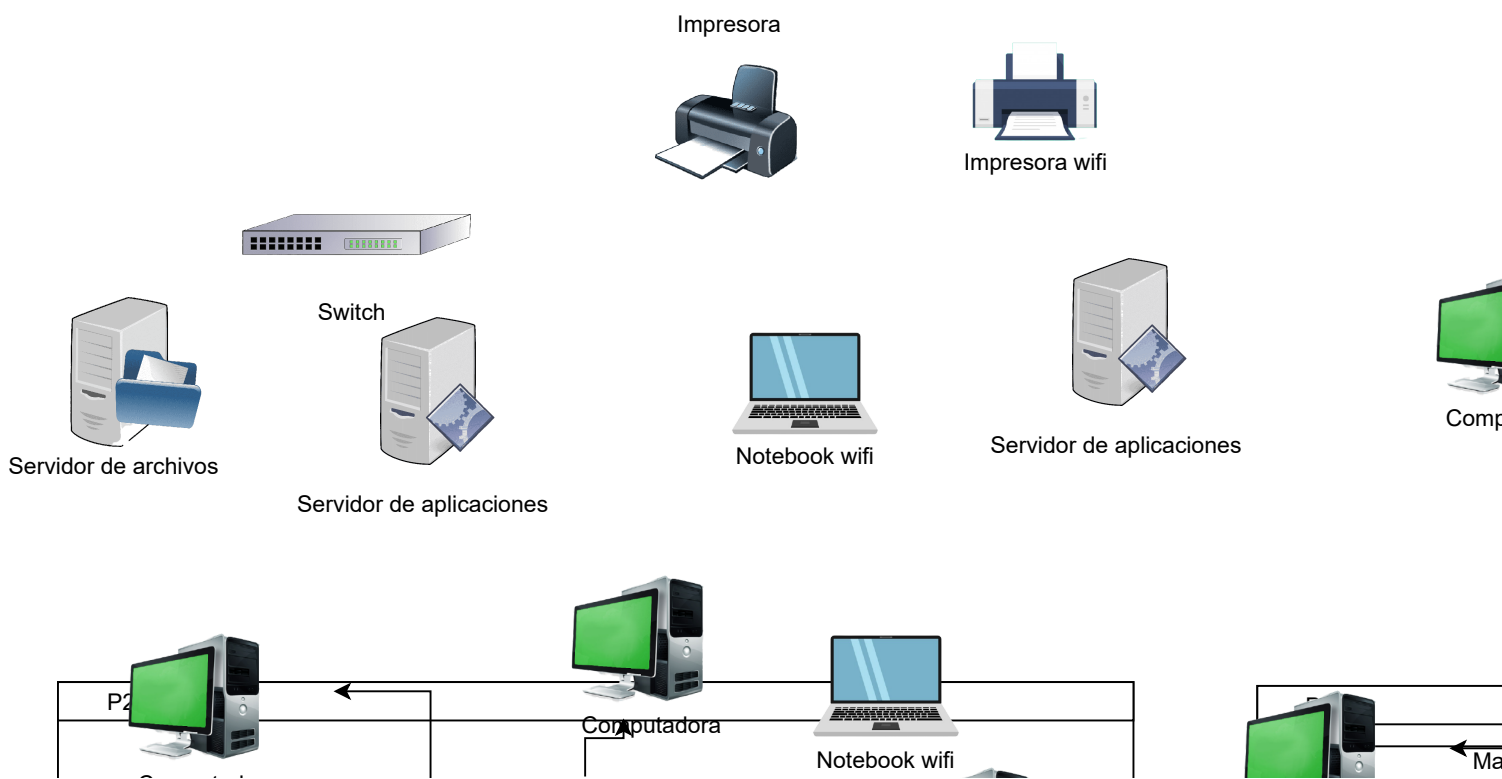 Impresora
Impresora wifi
Switch
Servidor de archivos
Servidor de aplicaciones
Notebook wifi
Servidor de aplicaciones
Computadora
Notebook wifi